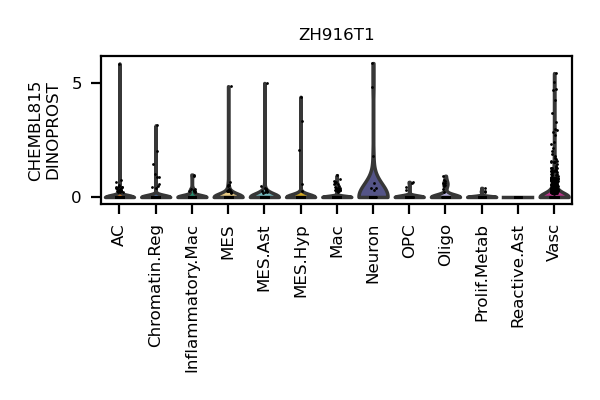 ZH916T1
CHEMBL815
DINOPROST
5
0
AC
Chromatin.Reg
Inflammatory.Mac
MES
MES.Ast
MES.Hyp
Mac
Neuron
OPC
Oligo
Prolif.Metab
Reactive.Ast
Vasc